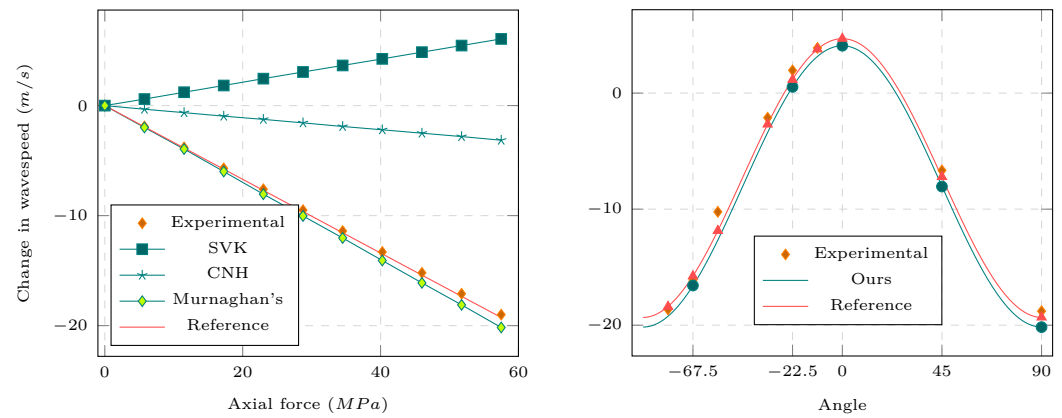 Change in wavespeed (m/s)
0
−10
−20
Experimental
SVK
CNH
Murnaghan's
Reference
0 20 40 60
Axial force (MPa)
0
−10
−20
Experimental
Ours
Reference
−67.5 −22.5 0 45 90
Angle